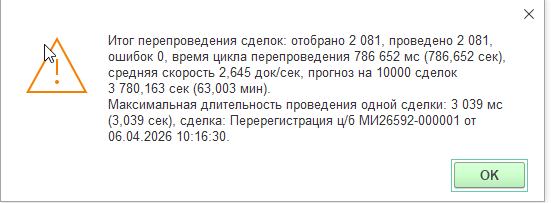 Итог перепроведения сделок: отобрано 2 081, проведено 2 081,
ошибок 0, время цикла перепроведения 786 652 мс (786,652 сек),
средняя скорость 2,645 док/сек, прогноз на 10000 сделок
3 780,163 сек (63,003 мин).
Максимальная длительность проведения одной сделки: 3 039 мс
(3,039 сек), сделка: Перерегистрация ц/б МИ26592-000001 от
06.04.2026 10:16:30.
OK